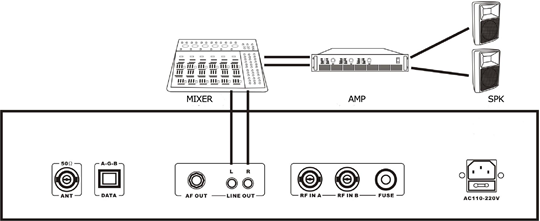 MIXER
AMP
SPK
50Ω
A-G-B
L R
ANT
DATA
AF OUT
LINE OUT
RF IN A
RF IN B
FUSE
AC110-220V